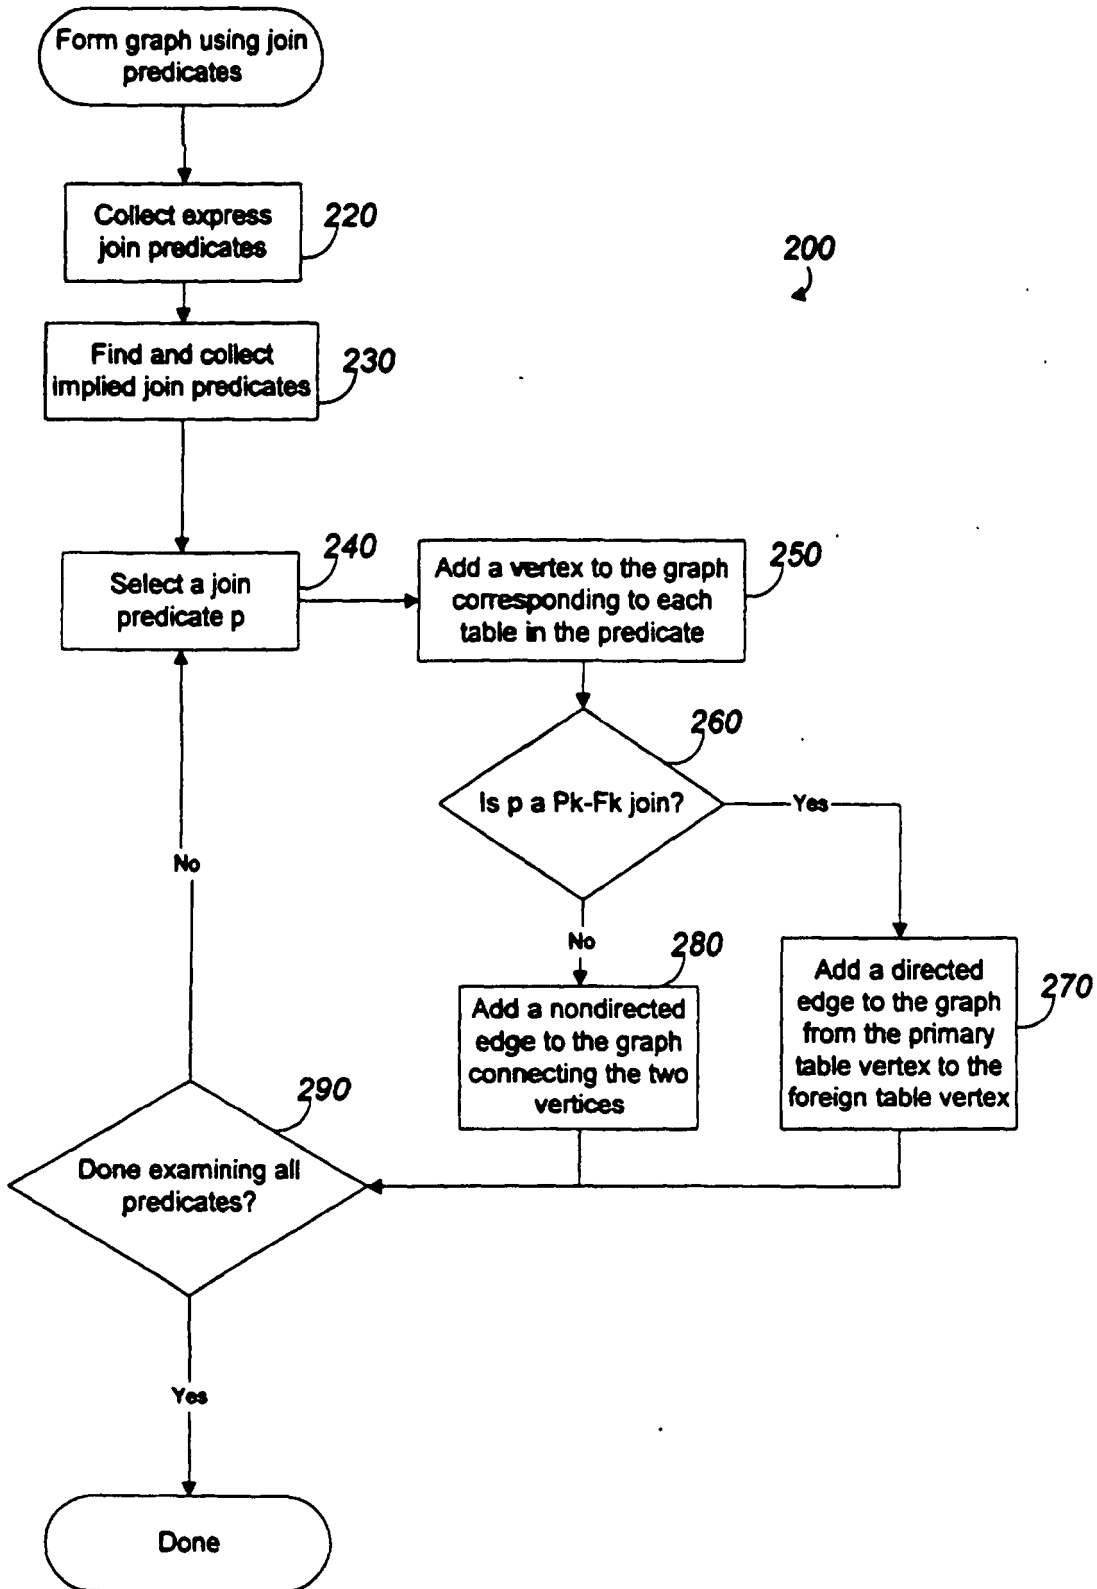 Form graph using join
predicates
Collect express
join predicates
220
200
Find and collect
implied join predicates
230
Select a join
predicate p
240
Add a vertex to the graph
corresponding to each
table in the predicate
250
260
Is p a Pk-Fk join?
Yes
No
No
280
Add a nondirected
edge to the graph
connecting the two
vertices
Add a directed
edge to the graph
from the primary
table vertex to the
foreign table vertex
270
290
Done examining all
predicates?
Yes
Done